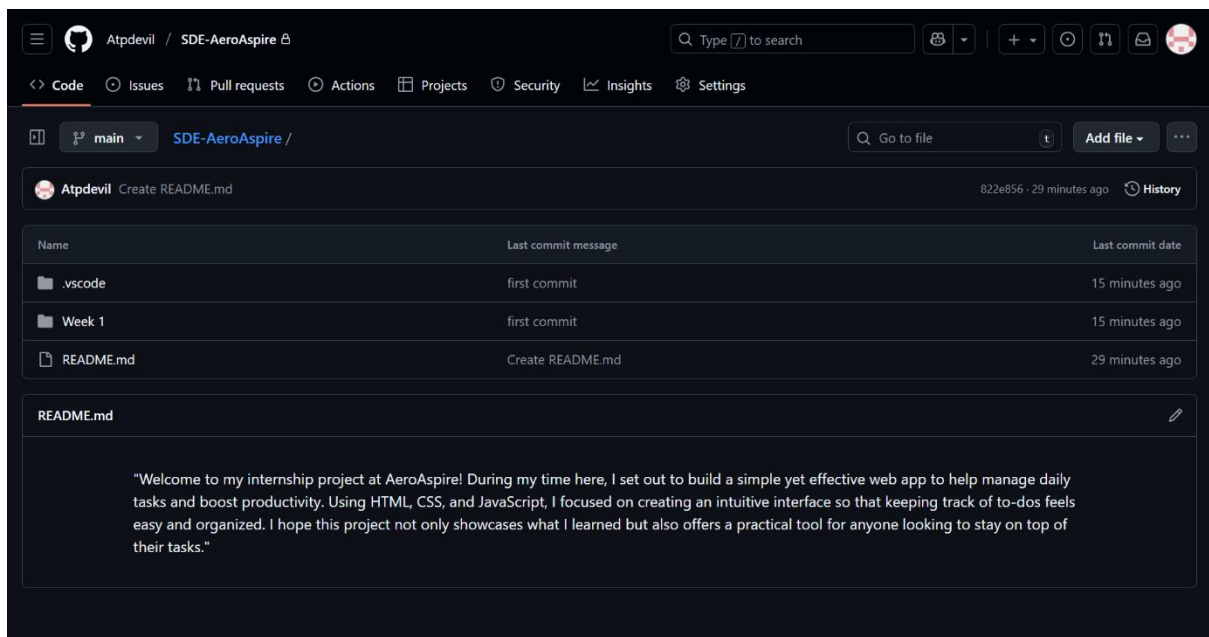 Atpdevil / SDE-AeroAspire
Type / to search
<> Code Issues Pull requests Actions Projects Security Insights Settings
main SDE-AeroAspire / Go to file t Add file
Atpdevil Create README.md 822e856 · 29 minutes ago History
Name Last commit message Last commit date
.vscode first commit 15 minutes ago
Week 1 first commit 15 minutes ago
README.md Create README.md 29 minutes ago
README.md
"Welcome to my internship project at AeroAspire! During my time here, I set out to build a simple yet effective web app to help manage daily
tasks and boost productivity. Using HTML, CSS, and JavaScript, I focused on creating an intuitive interface so that keeping track of to-dos feels
easy and organized. I hope this project not only showcases what I learned but also offers a practical tool for anyone looking to stay on top of
their tasks."